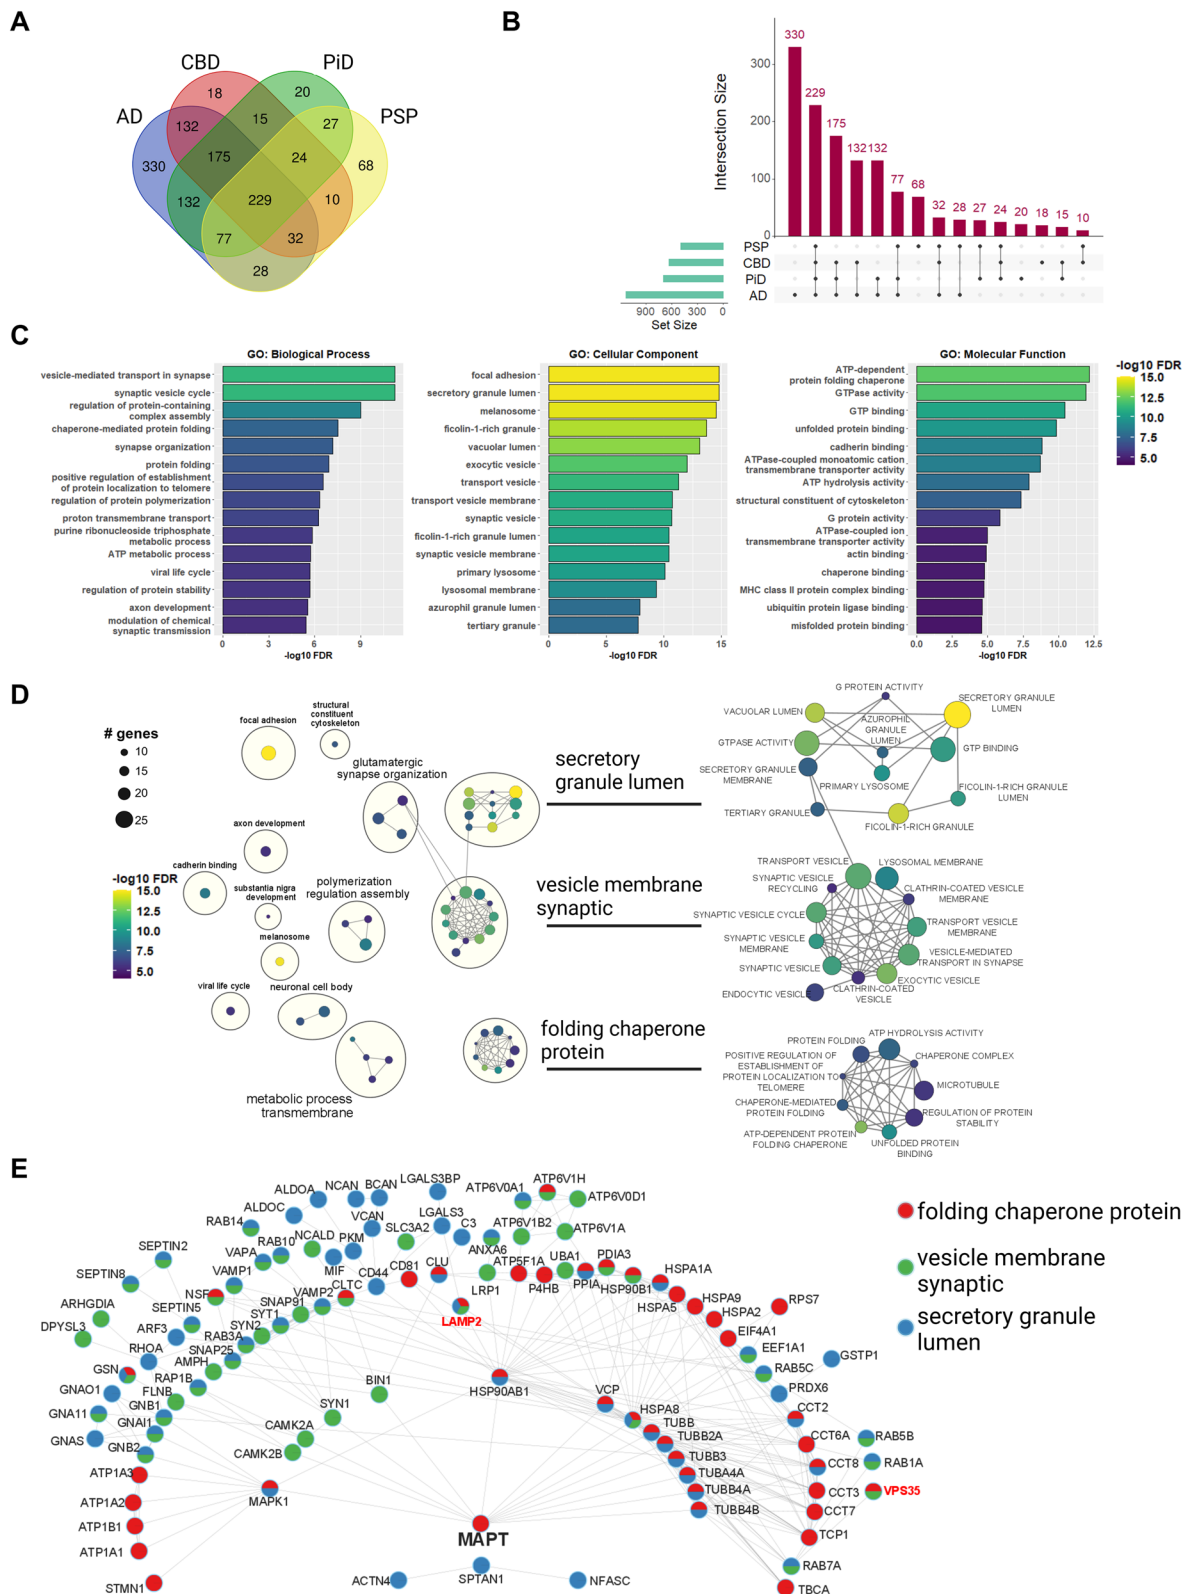 A
CBD
PiD
AD
PSP
18
20
132
15
27
330
175
24
68
132
229
10
77
32
28
B
Intersection Size
300
200
100
0
330
229
175
132
132
77
68
32
28
27
24
20
18
15
10
PSP
CBD
PiD
AD
900
600
300
0
Set Size
C
GO: Biological Process
vesicle-mediated transport in synapse
synaptic vesicle cycle
regulation of protein-containing
complex assembly
chaperone-mediated protein folding
synapse organization
protein folding
positive regulation of establishment
of protein localization to telomere
regulation of protein polymerization
proton transmembrane transport
purine ribonucleoside triphosphate
metabolic process
ATP metabolic process
viral life cycle
regulation of protein stability
axon development
modulation of chemical
synaptic transmission
0
3
6
9
-log10 FDR
GO: Cellular Component
focal adhesion
secretory granule lumen
melanosome
ficolin-1-rich granule
vacuolar lumen
exocytic vesicle
transport vesicle
transport vesicle membrane
synaptic vesicle
ficolin-1-rich granule lumen
synaptic vesicle membrane
primary lysosome
lysosomal membrane
azurophil granule lumen
tertiary granule
0
5
10
15
-log10 FDR
GO: Molecular Function
ATP-dependent
protein folding chaperone
GTPase activity
GTP binding
unfolded protein binding
cadherin binding
ATPase-coupled monoatomic cation
transmembrane transporter activity
ATP hydrolysis activity
structural constituent of cytoskeleton
G protein activity
ATPase-coupled ion
transmembrane transporter activity
actin binding
chaperone binding
MHC class II protein complex binding
ubiquitin protein ligase binding
misfolded protein binding
0.0
2.5
5.0
7.5
10.0
12.5
-log10 FDR
-log10 FDR
15.0
10.0
7.5
5.0
D
# genes
10
15
20
25
-log10 FDR
15.0
12.5
10.0
7.5
5.0
focal adhesion
structural
constituent
cytoskeleton
glutamatergic
synapse organization
axon development
cadherin binding
substantia nigra
development
polymerization
regulation assembly
melanosome
viral life cycle
neuronal cell body
metabolic process
transmembrane
secretory
granule lumen
vesicle membrane
synaptic
folding chaperone
protein
G PROTEIN ACTIVITY
SECRETORY GRANULE
LUMEN
VACUOLAR LUMEN
AZUROPHIL
GRANULE
LUMEN
GTPASE ACTIVITY
GTP BINDING
SECRETORY GRANULE
MEMBRANE
PRIMARY LYSOSOME
FICOLIN-1-RICH GRANULE
LUMEN
TERTIARY GRANULE
FICOLIN-1-RICH GRANULE
TRANSPORT VESICLE
LYSOSOMAL MEMBRANE
SYNAPTIC VESICLE
RECYCLING
CLATHRIN-COATED VESICLE
MEMBRANE
SYNAPTIC VESICLE CYCLE
TRANSPORT VESICLE
MEMBRANE
SYNAPTIC VESICLE
MEMBRANE
VESICLE-MEDIATED
TRANSPORT IN SYNAPSE
SYNAPTIC VESICLE
EXOCYTIC VESICLE
ENDOCYTIC VESICLE
CLATHRIN-COATED
VESICLE
ATP HYDROLYSIS ACTIVITY
PROTEIN FOLDING
POSITIVE REGULATION OF
ESTABLISHMENT OF
PROTEIN LOCALIZATION TO
TELOMERE
CHAPERONE COMPLEX
MICROTUBULE
CHAPERONE-MEDIATED
PROTEIN FOLDING
REGULATION OF PROTEIN
STABILITY
ATP-DEPENDENT PROTEIN
FOLDING CHAPERONE
UNFOLDED PROTEIN
BINDING
E
folding chaperone protein
vesicle membrane
synaptic
secretory granule
lumen
ALDOA
NCAN
BCAN
LGALS3BP
ATP6V0A1
ATP6V1H
ATP6V0D1
ALDOC
VCAN
LGALS3
C3
RAB14
RAB10
NCALD
PKM
SLC3A2
ANXA6
ATP6V1B2
ATP6V1A
SEPTIN2
VAPA
MIF
CD44
CD81
CLU
LRP1
ATP5F1A
UBA1
PDIA3
SEPTIN8
VAMP1
VAMP2
CLTC
P4HB
PPIA
HSP90B1
HSPA1A
NSF
SNAP91
HSPA5
HSPA9
HSPA2
RPS7
ARHGDIA
SEPTIN5
SYT1
LAMP2
EIF4A1
DPYSL3
ARF3
RAB3A
SYN2
EEF1A1
RHOA
SNAP25
RAB5C
GSTP1
GSN
AMPH
RAP1B
BIN1
HSP90AB1
VCP
PRDX6
GNAO1
FLNB
SYN1
HSPA8
CCT2
GNA11
GNB1
CAMK2A
TUBB
CCT6A
RAB5B
GNAS
GNAI1
CAMK2B
TUBB2A
CCT8
RAB1A
GNB2
TUBB3
ATP1A3
TUBA4A
CCT3
VPS35
ATP1A2
MAPK1
TUBB4A
CCT7
ATP1B1
TUBB4B
TCP1
MAPT
ATP1A1
RAB7A
STMN1
ACTN4
SPTAN1
NFASC
TBCA